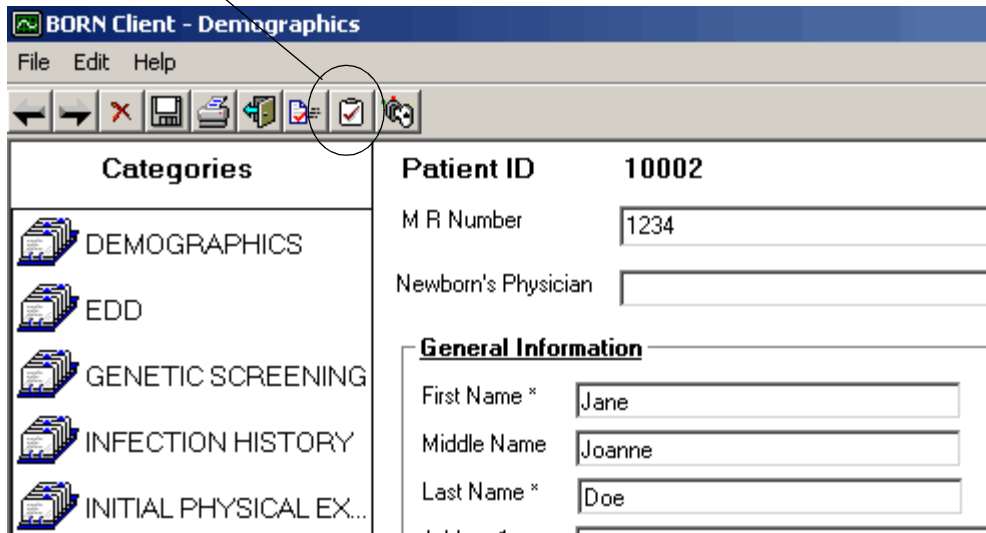 BORN Client - Demographics
File Edit Help
Categories
DEMOGRAPHICS
EDD
GENETIC SCREENING
INFECTION HISTORY
INITIAL PHYSICAL EX...
Patient ID 10002
M R Number 1234
Newborn's Physician
General Information
First Name * Jane
Middle Name Joanne
Last Name * Doe